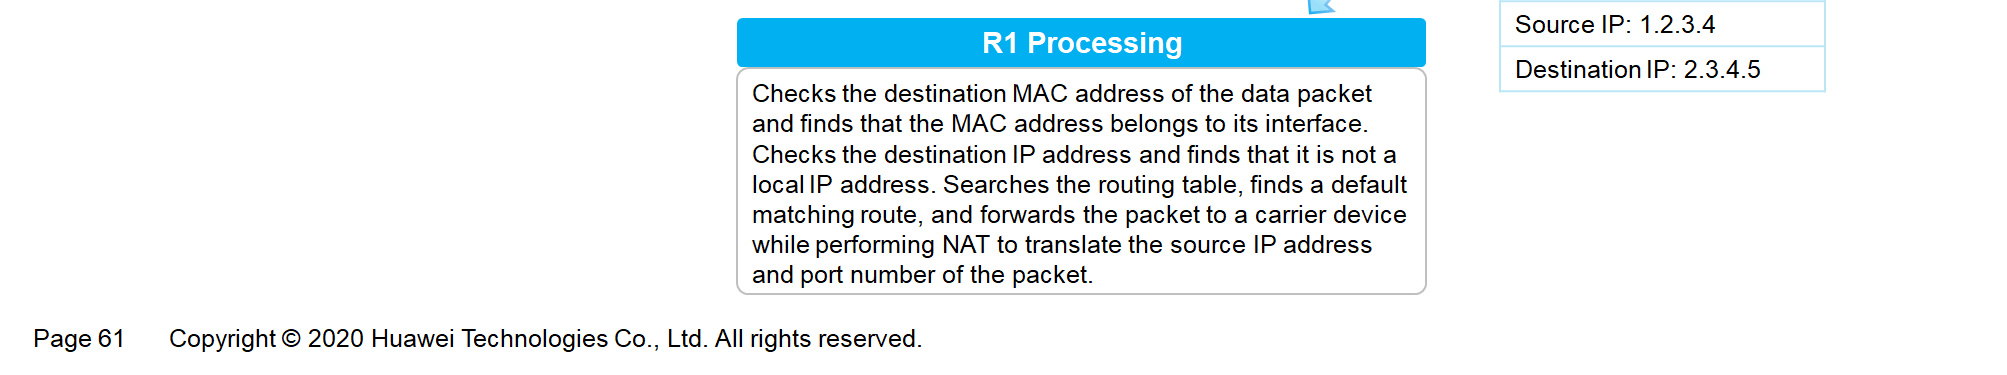 Source IP: 1.2.3.4
Destination IP: 2.3.4.5
R1 Processing
Checks the destination MAC address of the data packet
and finds that the MAC address belongs to its interface.
Checks the destination IP address and finds that it is not a
local IP address. Searches the routing table, finds a default
matching route, and forwards the packet to a carrier device
while performing NAT to translate the source IP address
and port number of the packet.
Page 61 Copyright © 2020 Huawei Technologies Co., Ltd. All rights reserved.